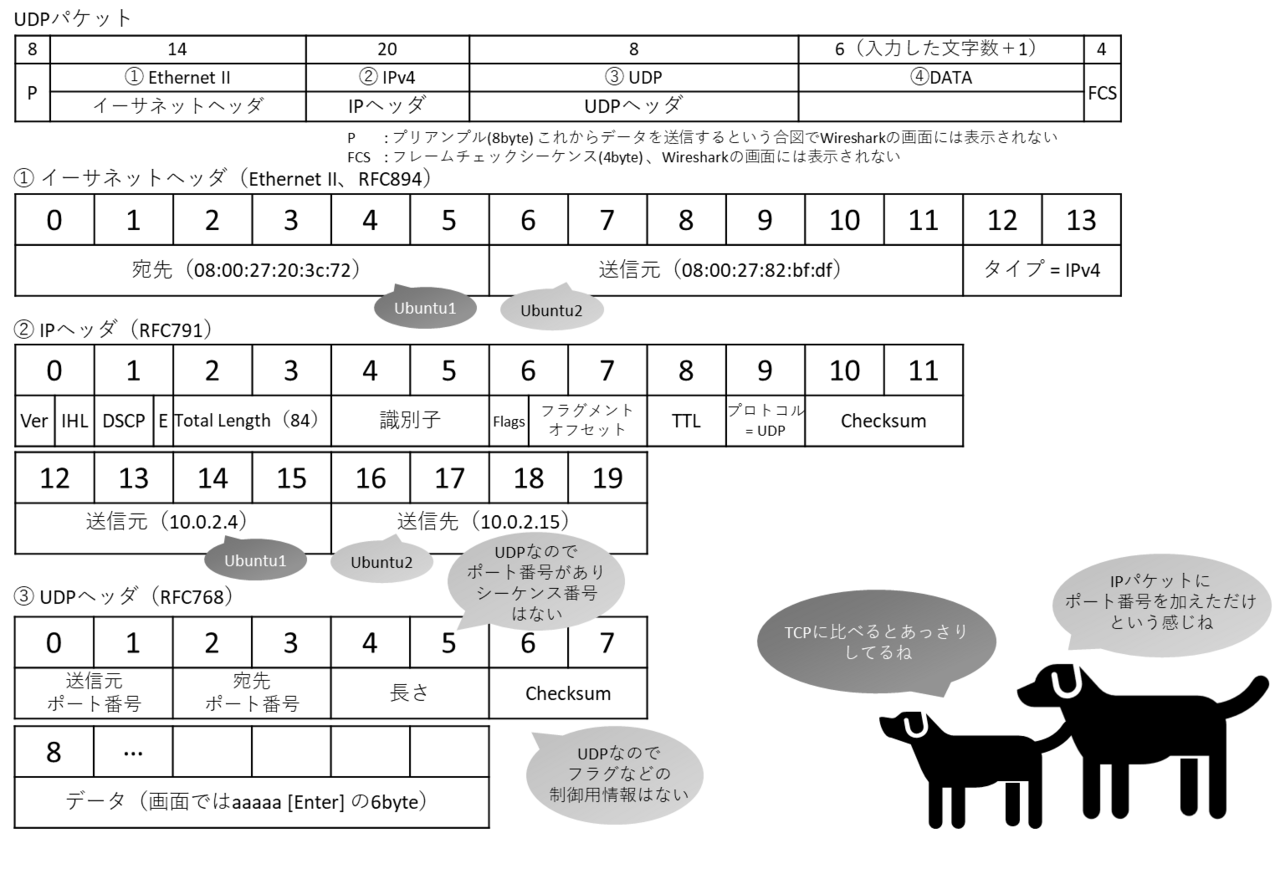 UDPパケット
8 14 20 8 6（入力した文字数＋1） 4
P ① Ethernet II ② IPv4 ③ UDP ④DATA FCS
イーサネットヘッダ IPヘッダ UDPヘッダ
P ：プリアンプル(8byte) これからデータを送信するという合図でWiresharkの画面には表示されない
FCS ：フレームチェックシーケンス(4byte) 、Wiresharkの画面には表示されない
① イーサネットヘッダ（Ethernet II、RFC894）
0 1 2 3 4 5 6 7 8 9 10 11 12 13
宛先（08:00:27:20:3c:72） 送信元（08:00:27:82:bf:df） タイプ = IPv4
Ubuntu1 Ubuntu2
② IPヘッダ（RFC791）
0 1 2 3 4 5 6 7 8 9 10 11
Ver IHL DSCP E Total Length（84） 識別子 Flags フラグメント
オフセット TTL プロトコル
= UDP Checksum
12 13 14 15 16 17 18 19
送信元（10.0.2.4） 送信先（10.0.2.15）
Ubuntu1 Ubuntu2
UDPなので
ポート番号があり
シーケンス番号
はない
③ UDPヘッダ（RFC768）
0 1 2 3 4 5 6 7
送信元
ポート番号
宛先
ポート番号
長さ
Checksum
8 …
データ（画面ではaaaaa [Enter] の6byte）
UDPなので
フラグなどの
制御用情報はない
TCPに比べるとあっさり
してるね
IPパケットに
ポート番号を加えただけ
という感じね